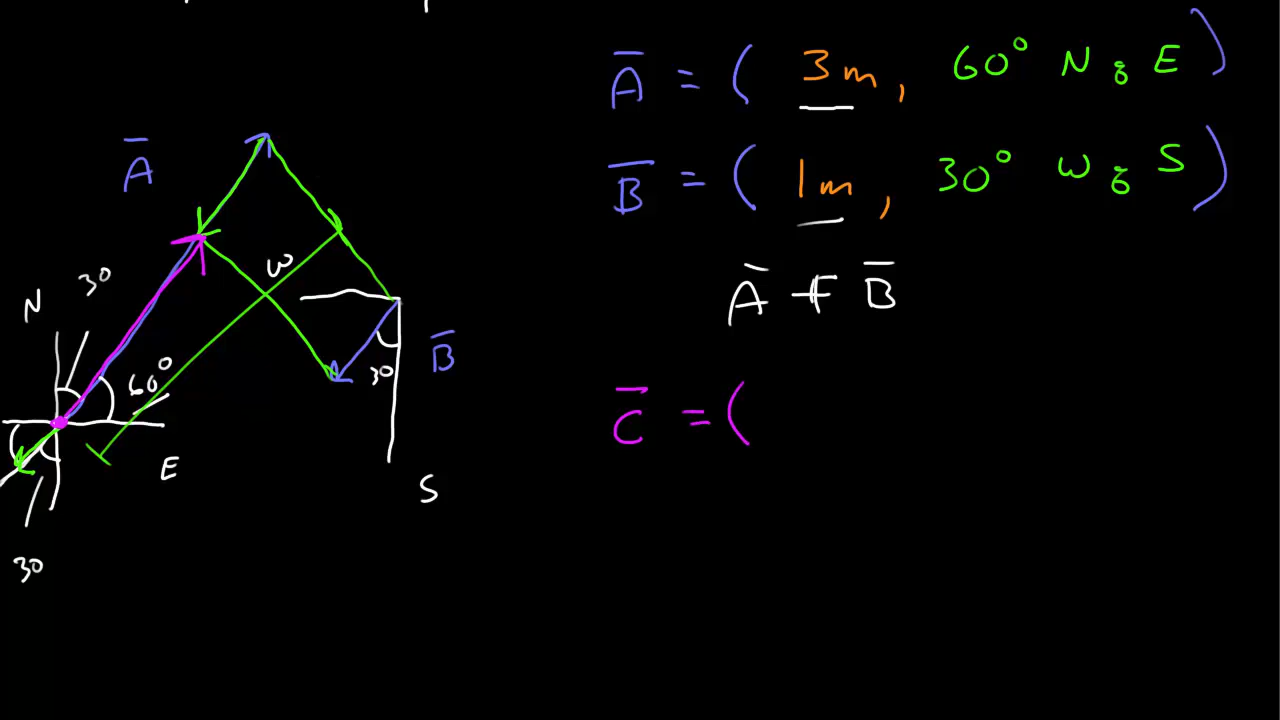 A̅ = ( 3m, 60° N of E )
B̅ = ( 1m, 30° W of S )
A̅ + B̅
C̅ = (
A̅
W
30
N
B̅
30
60°
E
S
30